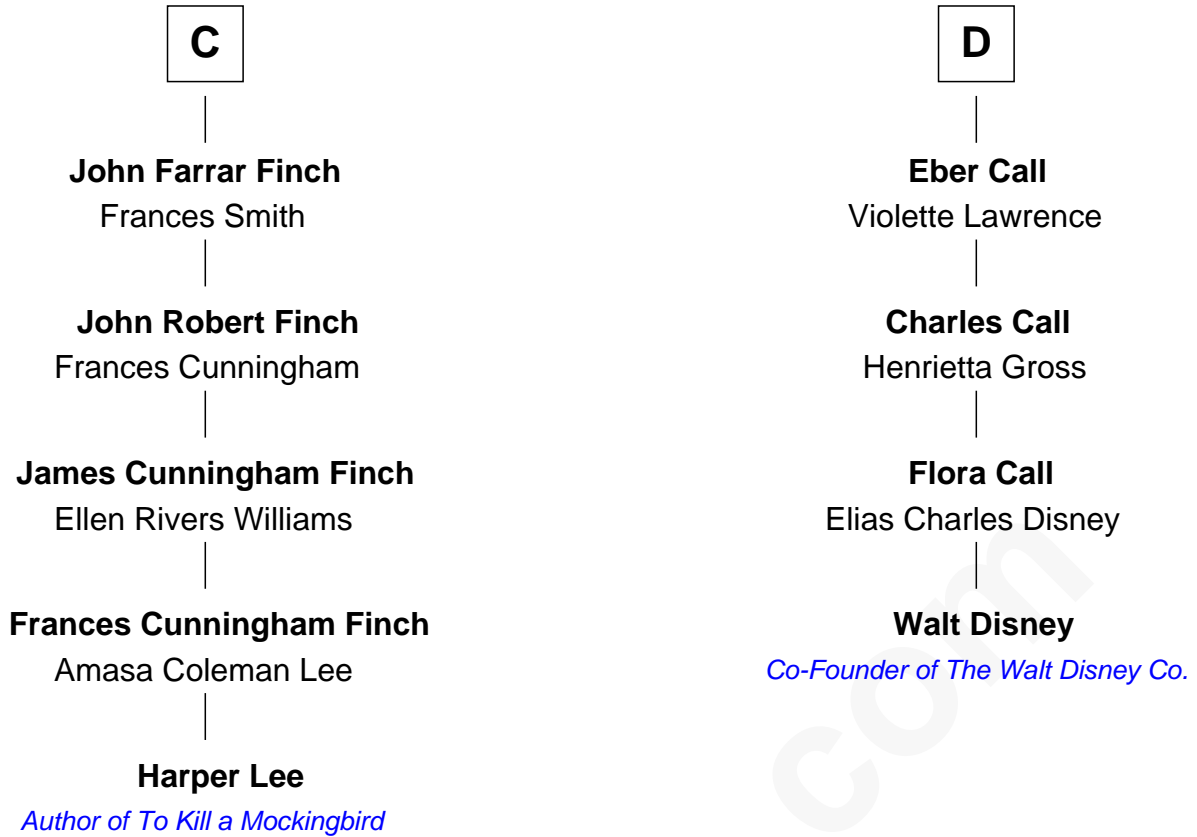 C
John Farrar Finch
Frances Smith
John Robert Finch
Frances Cunningham
James Cunningham Finch
Ellen Rivers Williams
Frances Cunningham Finch
Amasa Coleman Lee
Harper Lee
Author of To Kill a Mockingbird
D
Eber Call
Violette Lawrence
Charles Call
Henrietta Gross
Flora Call
Elias Charles Disney
Walt Disney
Co-Founder of The Walt Disney Co.
com